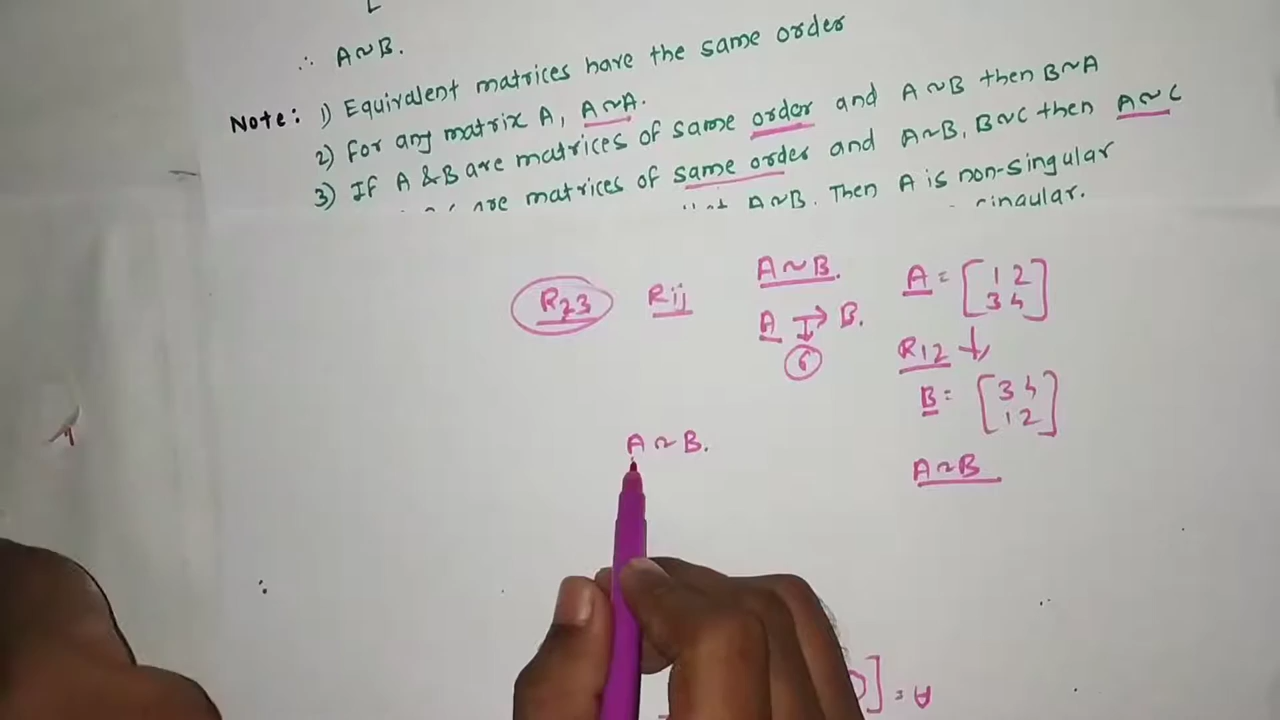 ∴ A~B.
Note: 1) Equivalent matrices have the same order
2) For any matrix A, A~A.
3) If A & B are matrices of same order and A~B then B~A
are matrices of same order and A~B, B~C then A~C
A~B. Then A is non-singular
R23 Rij A~B. A = [1 2
3 4]
A → B.
6
R12 ↓
B = [3 4
1 2]
A~B.
A~B
] = A